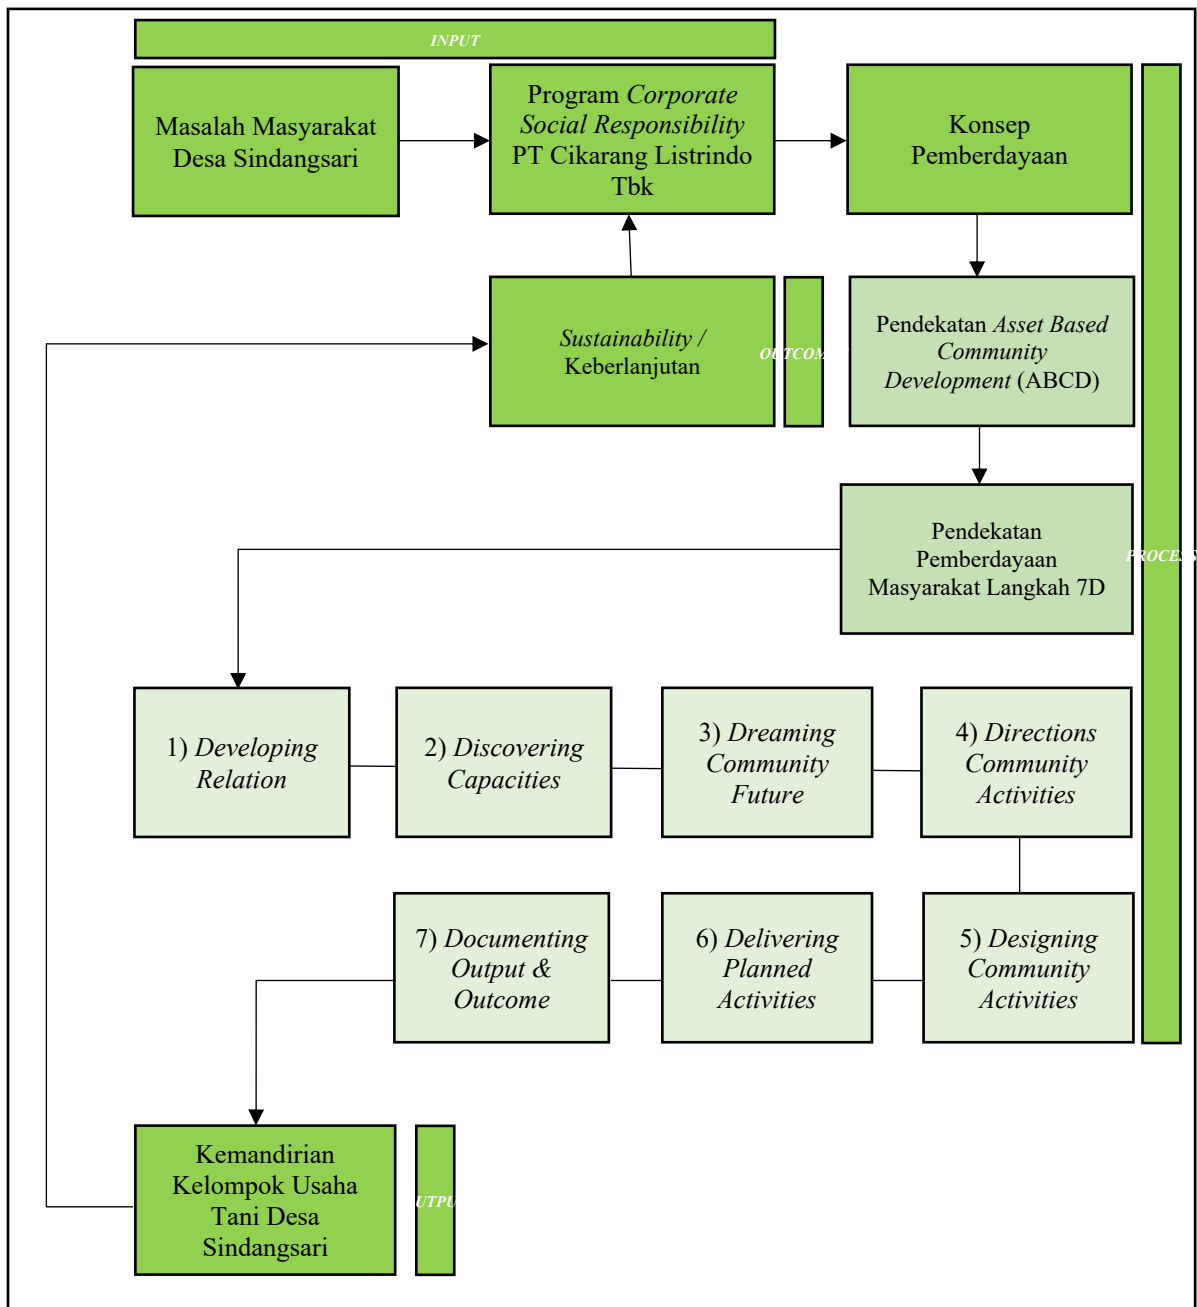 INPUT
Masalah Masyarakat
Desa Sindangsari
Program Corporate
Social Responsibility
PT Cikarang Listrindo
Tbk
Konsep
Pemberdayaan
Sustainability /
Keberlanjutan
OUTCOM
Pendekatan Asset Based
Community
Development (ABCD)
Pendekatan
Pemberdayaan
Masyarakat Langkah 7D
PROCESS
1) Developing
Relation
2) Discovering
Capacities
3) Dreaming
Community
Future
4) Directions
Community
Activities
5) Designing
Community
Activities
6) Delivering
Planned
Activities
7) Documenting
Output &
Outcome
Kemandirian
Kelompok Usaha
Tani Desa
Sindangsari
UTPU